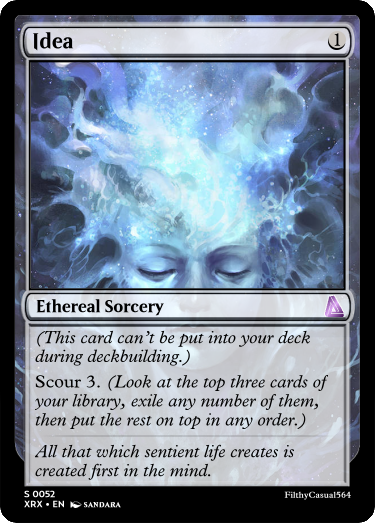 Idea 1
Ethereal Sorcery
(This card can't be put into your deck
during deckbuilding.)
Scour 3. (Look at the top three cards of
your library, exile any number of them,
then put the rest on top in any order.)
All that which sentient life creates is
created first in the mind.
S 0052
XRX • EN SANDARA FilthyCasual564